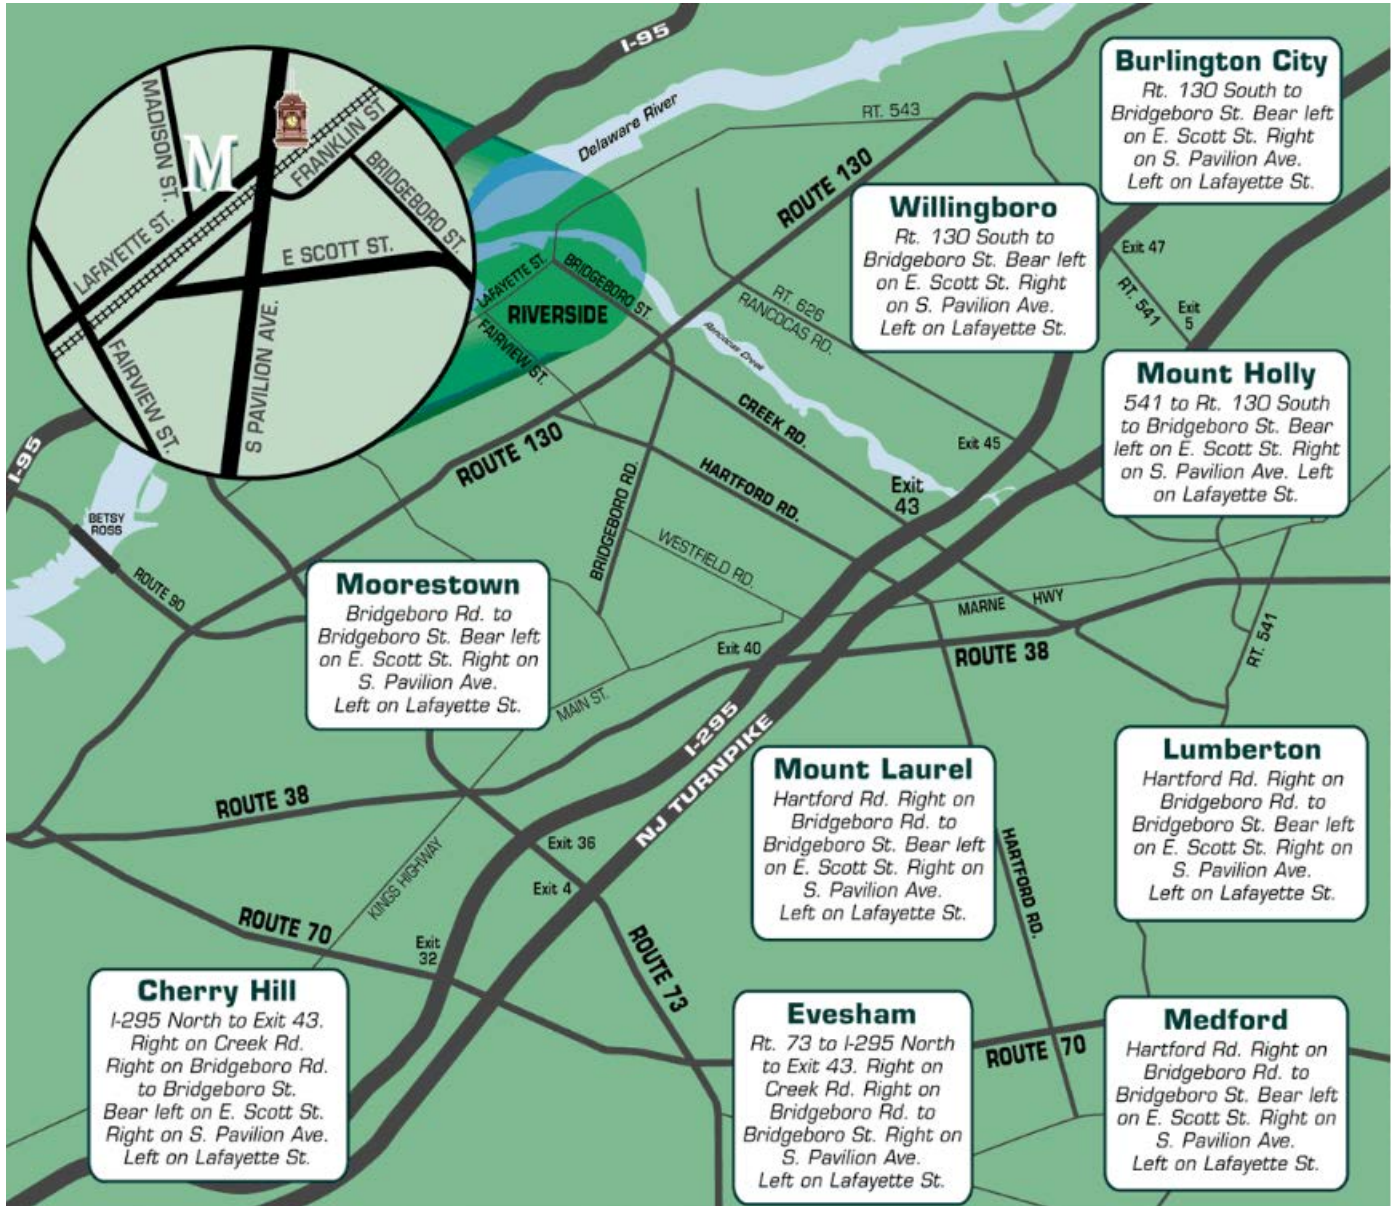 I-95
Delaware River
RT. 543
ROUTE 130
MADISON ST.
M
FRANKLIN ST
BRIDGEBORO ST.
LAFAYETTE ST.
E SCOTT ST.
S PAVILION AVE.
FAIRVIEW ST.
LAFAYETTE ST.
BRIDGEBORO ST.
RIVERSIDE
FAIRVIEW ST.
RT. 626
RANCOCAS RD.
Rancocas Creek
Burlington City
Rt. 130 South to
Bridgeboro St. Bear left
on E. Scott St. Right
on S. Pavilion Ave.
Left on Lafayette St.
Willingboro
Rt. 130 South to
Bridgeboro St. Bear left
on E. Scott St. Right
on S. Pavilion Ave.
Left on Lafayette St.
Exit 47
RT. 541
Exit
5
Mount Holly
541 to Rt. 130 South
to Bridgeboro St. Bear
left on E. Scott St. Right
on S. Pavilion Ave. Left
on Lafayette St.
CREEK RD.
Exit 45
ROUTE 130
HARTFORD RD.
Exit
43
I-95
BETSY
ROSS
ROUTE 90
BRIDGEBORO RD.
WESTFIELD RD.
Moorestown
Bridgeboro Rd. to
Bridgeboro St. Bear left
on E. Scott St. Right on
S. Pavilion Ave.
Left on Lafayette St.
MARNE HWY
Exit 40
ROUTE 38
RT. 541
MAIN ST.
I-295
NJ TURNPIKE
ROUTE 38
Mount Laurel
Hartford Rd. Right on
Bridgeboro Rd. to
Bridgeboro St. Bear left
on E. Scott St. Right on
S. Pavilion Ave.
Left on Lafayette St.
Lumberton
Hartford Rd. Right on
Bridgeboro Rd. to
Bridgeboro St. Bear left
on E. Scott St. Right on
S. Pavilion Ave.
Left on Lafayette St.
Exit 36
KINGS HIGHWAY
Exit 4
HARTFORD RD.
ROUTE 70
Exit
32
ROUTE 73
Cherry Hill
I-295 North to Exit 43.
Right on Creek Rd.
Right on Bridgeboro Rd.
to Bridgeboro St.
Bear left on E. Scott St.
Right on S. Pavilion Ave.
Left on Lafayette St.
Evesham
Rt. 73 to I-295 North
to Exit 43. Right on
Creek Rd. Right on
Bridgeboro Rd. to
Bridgeboro St. Right on
S. Pavilion Ave.
Left on Lafayette St.
ROUTE 70
Medford
Hartford Rd. Right on
Bridgeboro Rd. to
Bridgeboro St. Bear left
on E. Scott St. Right on
S. Pavilion Ave.
Left on Lafayette St.